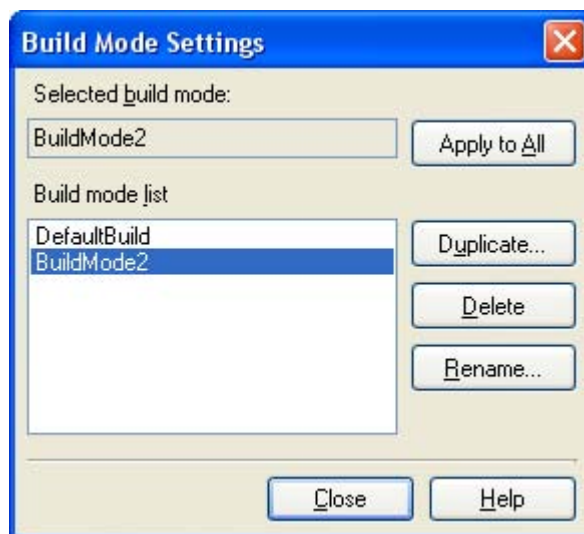 Build Mode Settings
Selected build mode:
BuildMode2
Apply to All
Build mode list
DefaultBuild
BuildMode2
Duplicate...
Delete
Rename...
Close
Help